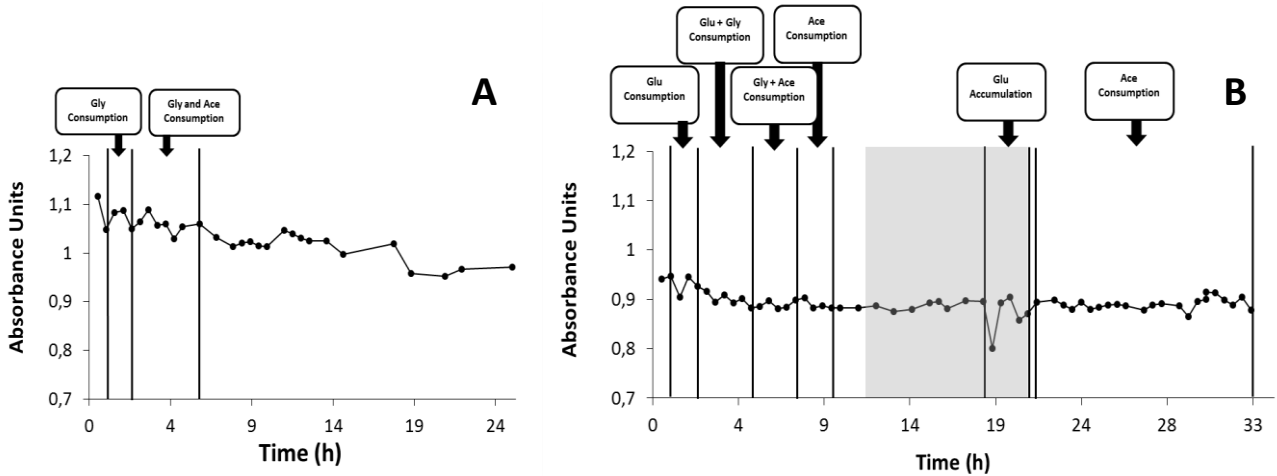 Gly
Consumption
Gly and Ace
Consumption
A
1,2
1,1
1
0,9
0,8
0,7
Absorbance Units
0
4
9
14
19
24
Time (h)
Glu + Gly
Consumption
Ace
Consumption
Glu
Consumption
Gly + Ace
Consumption
Glu
Accumulation
Ace
Consumption
B
1,2
1,1
1
0,9
0,8
0,7
Absorbance Units
0
4
9
14
19
24
28
33
Time (h)